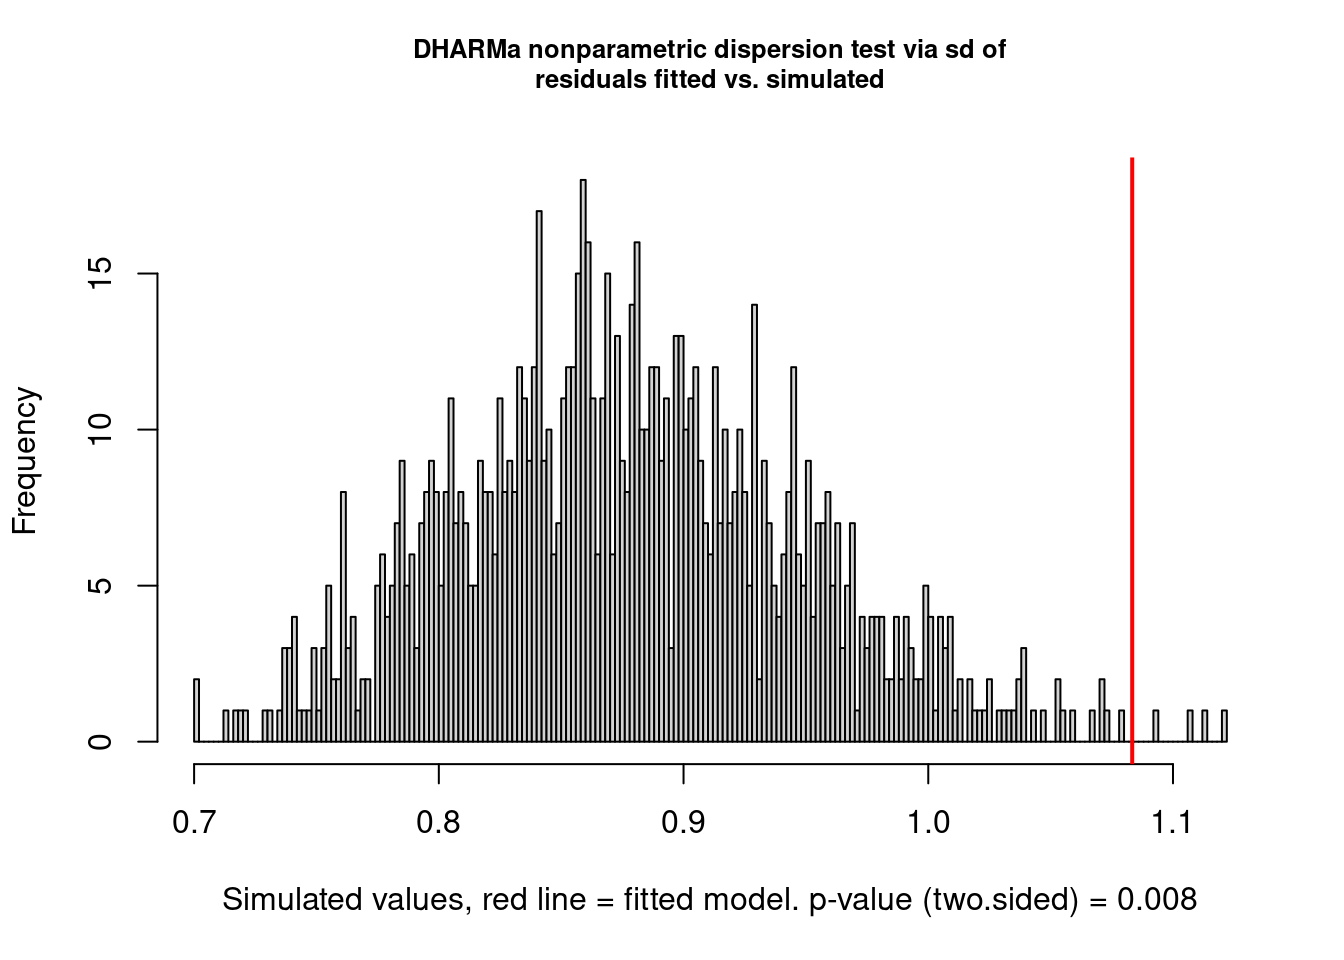 DHARMa nonparametric dispersion test via sd of
residuals fitted vs. simulated
Frequency
15
10
5
0
0.7 0.8 0.9 1.0 1.1
Simulated values, red line = fitted model. p-value (two.sided) = 0.008